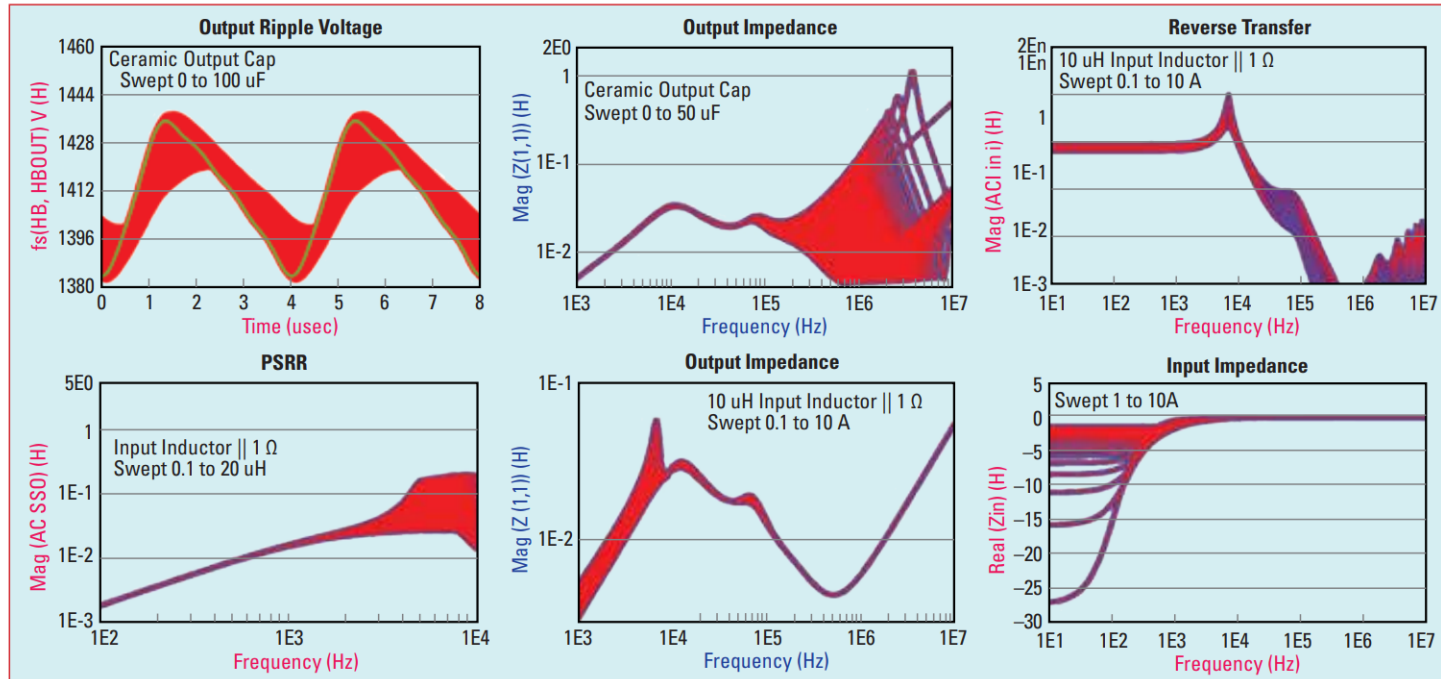 Output Ripple Voltage
1460
1444
1428
1412
1396
1380
fs(HB, HBOUT) V (H)
Ceramic Output Cap
Swept 0 to 100 uF
0 1 2 3 4 5 6 7 8
Time (usec)
Output Impedance
2E0
1
1E-1
1E-2
Mag (Z(1,1)) (H)
Ceramic Output Cap
Swept 0 to 50 uF
1E3 1E4 1E5 1E6 1E7
Frequency (Hz)
Reverse Transfer
2En
1En
1
1E-1
1E-2
1E-3
Mag (ACI in i) (H)
10 uH Input Inductor || 1 Ω
Swept 0.1 to 10 A
1E1 1E2 1E3 1E4 1E5 1E6 1E7
Frequency (Hz)
PSRR
5E0
1
1E-1
1E-2
1E-3
Mag (AC SSO) (H)
Input Inductor || 1 Ω
Swept 0.1 to 20 uH
1E2 1E3 1E4
Frequency (Hz)
Output Impedance
1E-1
1E-2
Mag (Z (1,1)) (H)
10 uH Input Inductor || 1 Ω
Swept 0.1 to 10 A
1E3 1E4 1E5 1E6 1E7
Frequency (Hz)
Input Impedance
5
0
–5
–10
–15
–20
–25
–30
Real (Zin) (H)
Swept 1 to 10A
1E1 1E2 1E3 1E4 1E5 1E6 1E7
Frequency (Hz)